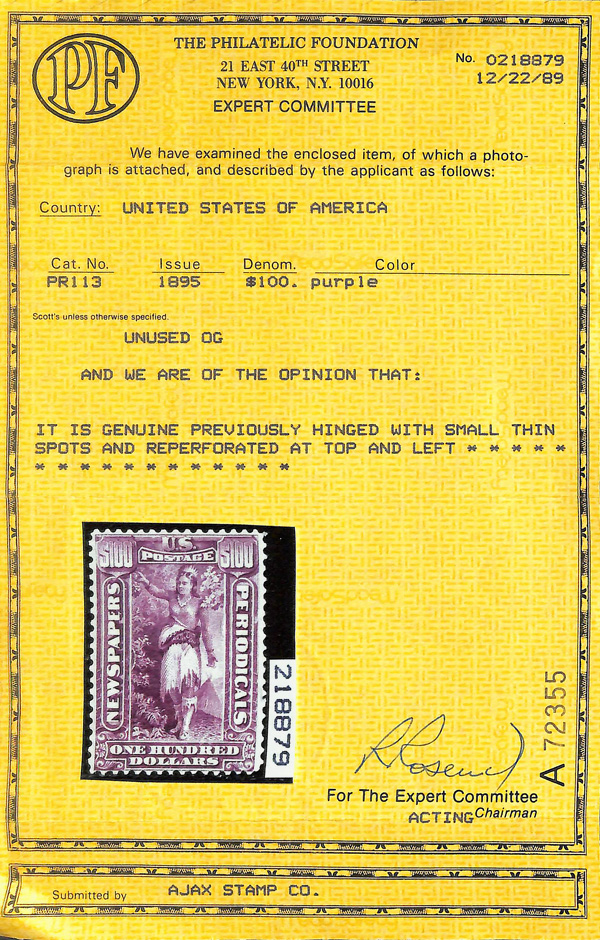 PF
THE PHILATELIC FOUNDATION
21 EAST 40TH STREET
NEW YORK, N.Y. 10016
EXPERT COMMITTEE
No. 0218879
12/22/89
We have examined the enclosed item, of which a photo-
graph is attached, and described by the applicant as follows:
Country: UNITED STATES OF AMERICA
Cat. No. Issue Denom. Color
PR113 1895 $100. purple
Scott's unless otherwise specified.
UNUSED OG
AND WE ARE OF THE OPINION THAT:
IT IS GENUINE PREVIOUSLY HINGED WITH SMALL THIN
SPOTS AND REPERFORATED AT TOP AND LEFT * * * * *
* * * * * * * * * * * *
$100 U.S. $100
POSTAGE
NEWSPAPERS
PERIODICALS
ONE HUNDRED
DOLLARS
218879
A 72355
For The Expert Committee
ACTING Chairman
Submitted by AJAX STAMP CO.